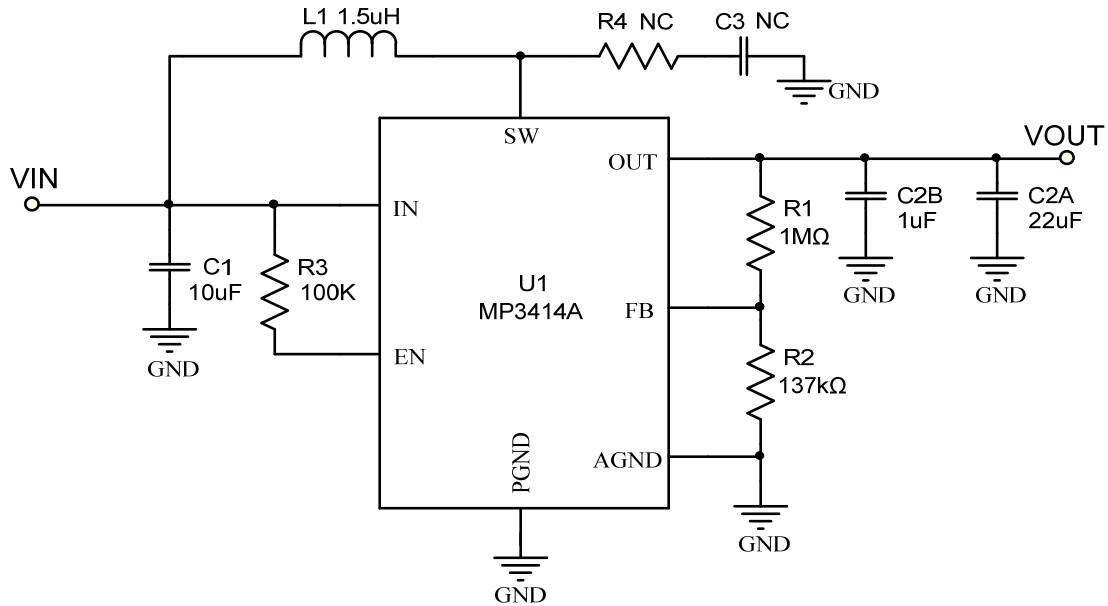 L1 1.5uH
R4 NC
C3 NC
GND
SW
VIN
IN
C1
10uF
GND
R3
100K
EN
U1
MP3414A
PGND
GND
OUT
FB
AGND
R1
1MΩ
R2
137kΩ
GND
C2B
1uF
GND
C2A
22uF
GND
VOUT